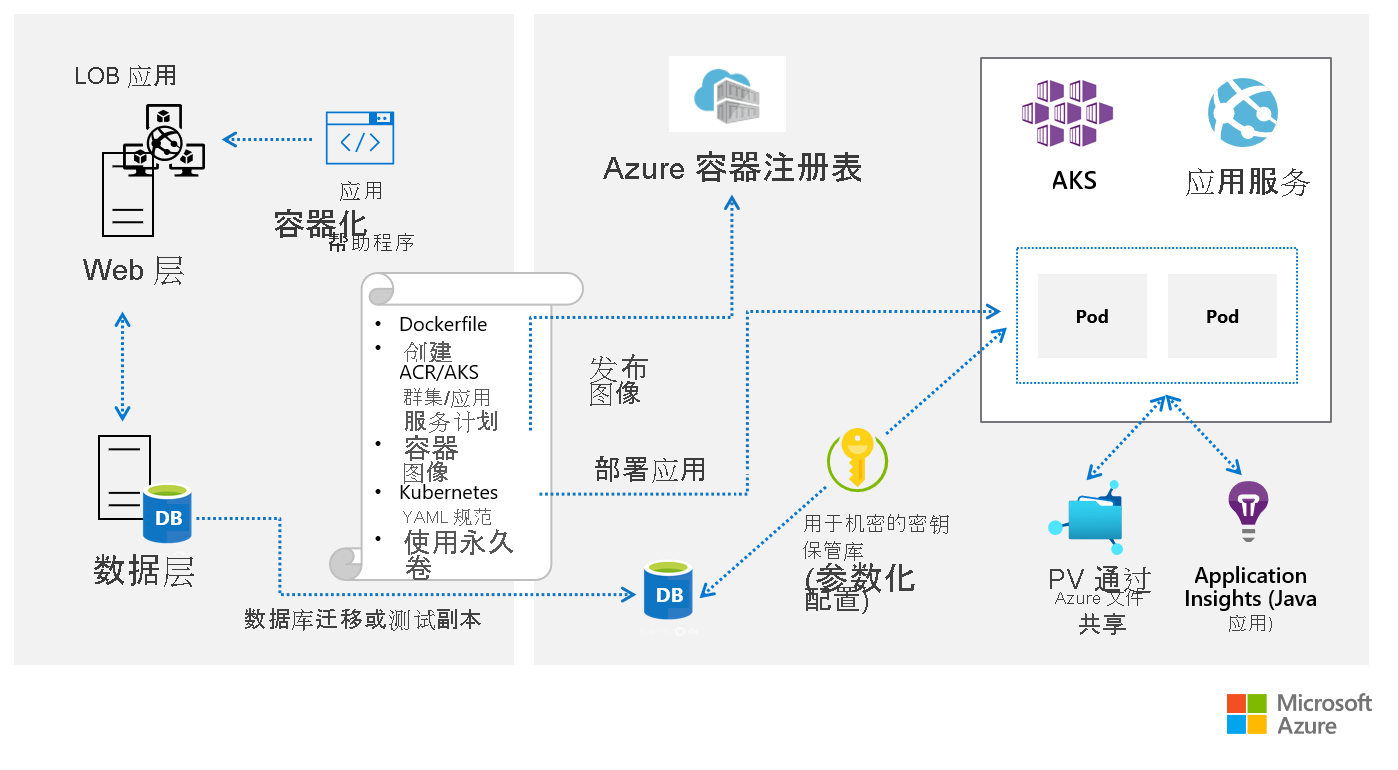 LOB 应用
应用
容器化
帮助程序
Web 层
• Dockerfile
• 创建
ACR/AKS
群集/应用
服务计划
• 容器
图像
• Kubernetes
YAML 规范
• 使用永久
卷
DB
数据层
数据库迁移或测试副本
Azure 容器注册表
发布
图像
部署应用
DB
用于机密的密钥
保管库
(参数化
配置)
AKS
应用服务
Pod
Pod
PV 通过
Azure 文件
共享
Application
Insights (Java
应用)
Microsoft
Azure